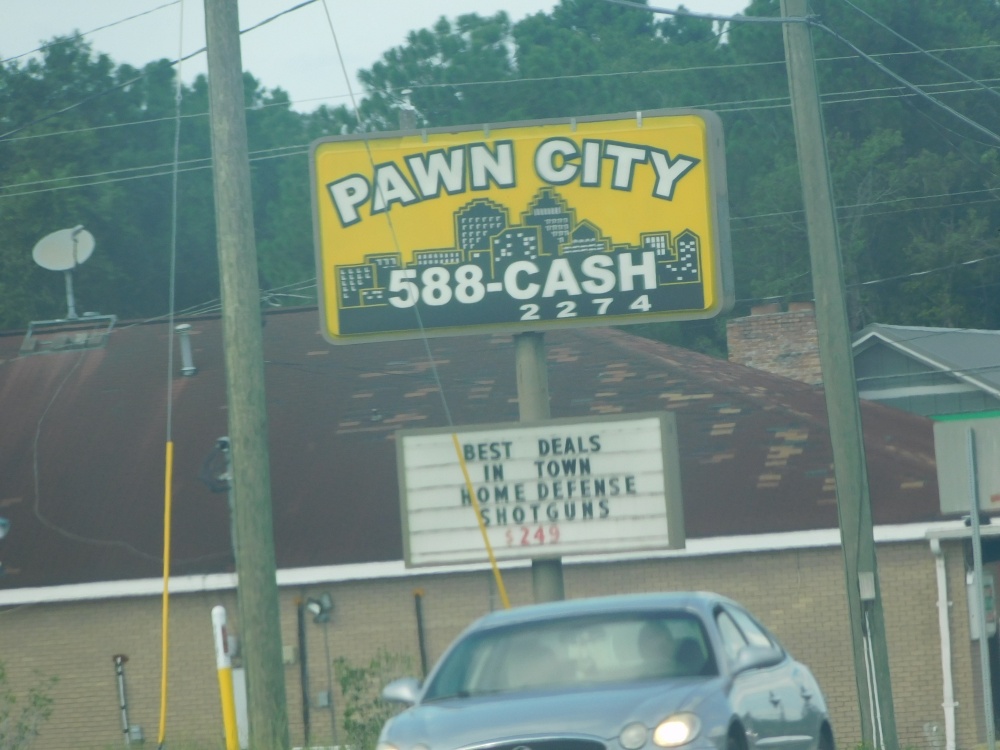 PAWN CITY
588-CASH
2274
BEST DEALS
IN TOWN
HOME DEFENSE
SHOTGUNS
$249